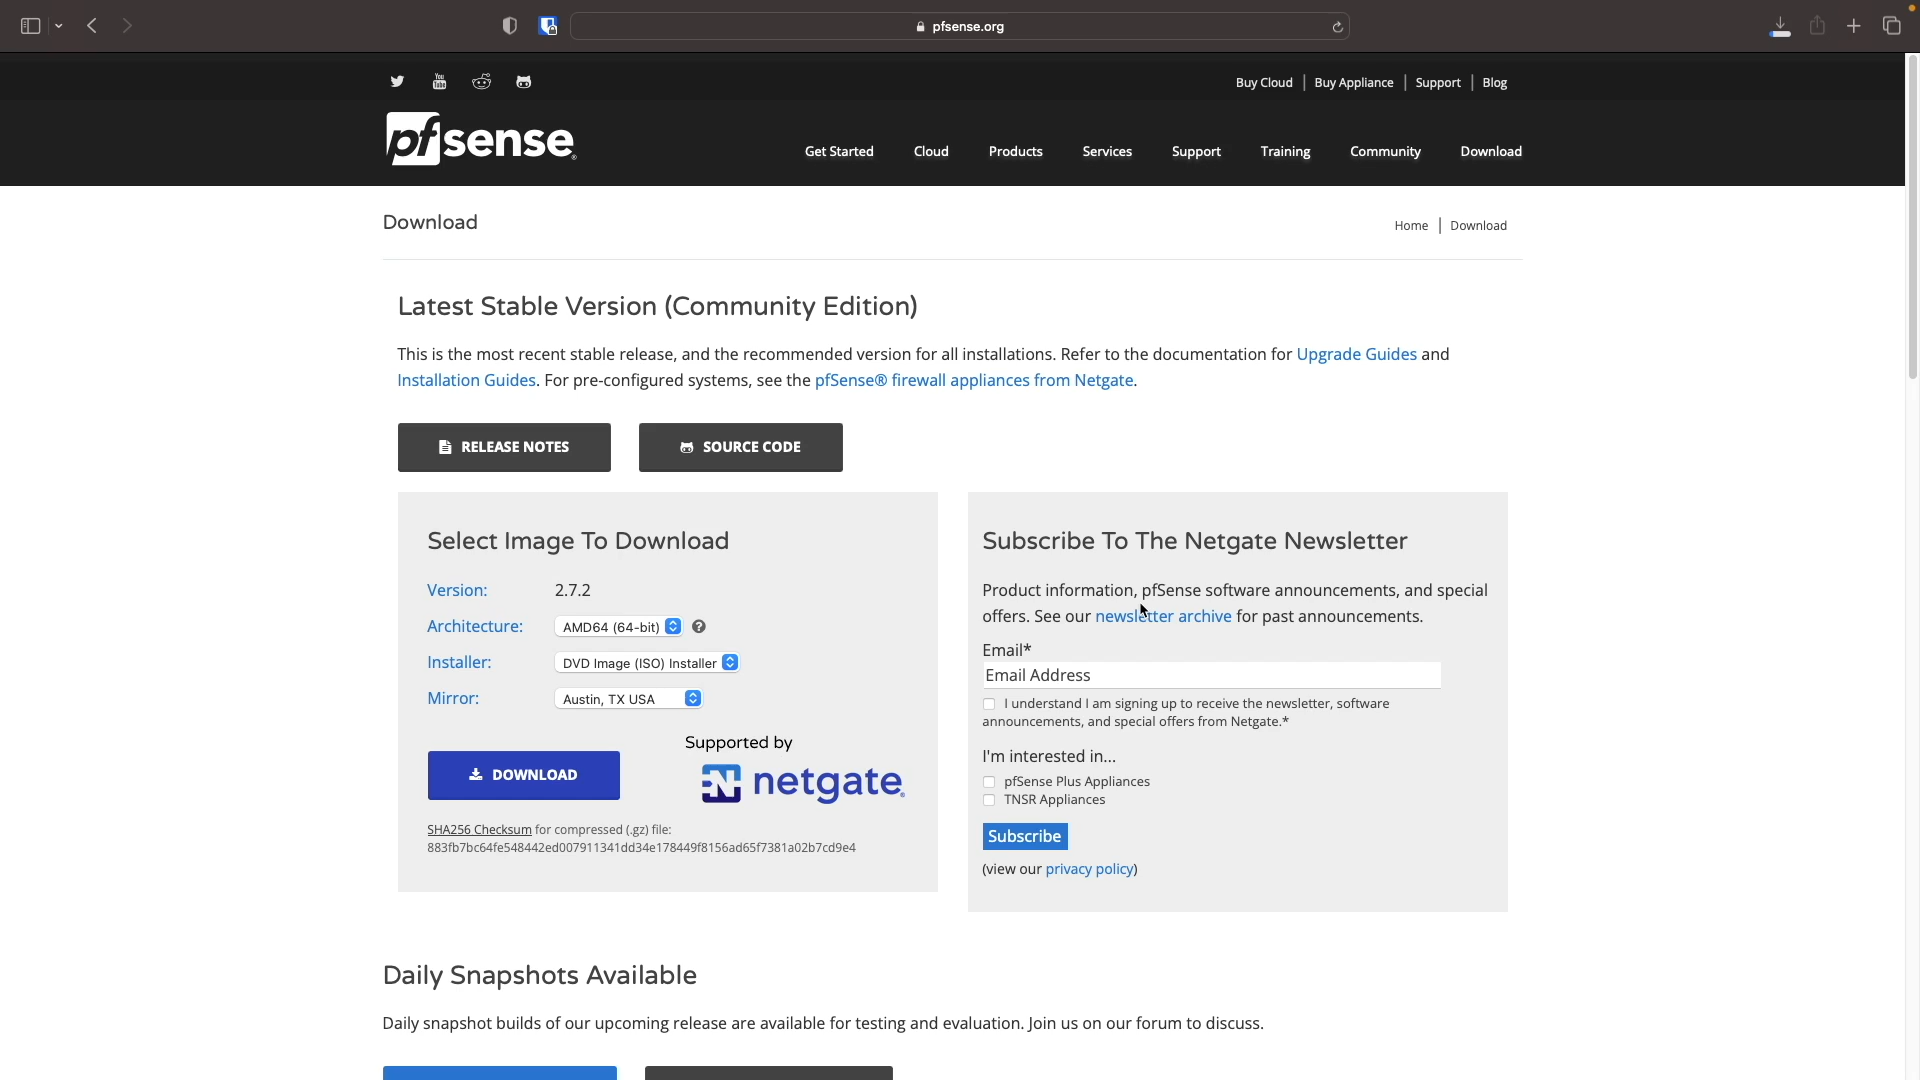 pfsense.org
Buy Cloud | Buy Appliance | Support | Blog
pfsense
Get Started Cloud Products Services Support Training Community Download
Download
Home | Download
Latest Stable Version (Community Edition)
This is the most recent stable release, and the recommended version for all installations. Refer to the documentation for Upgrade Guides and
Installation Guides. For pre-configured systems, see the pfSense® firewall appliances from Netgate.
RELEASE NOTES
SOURCE CODE
Select Image To Download
Version: 2.7.2
Architecture: AMD64 (64-bit) ?
Installer: DVD Image (ISO) Installer
Mirror: Austin, TX USA
Supported by
N netgate®
DOWNLOAD
SHA256 Checksum for compressed (.gz) file:
883fb7bc64fe548442ed007911341dd34e178449f8156ad65f7381a02b7cd9e4
Subscribe To The Netgate Newsletter
Product information, pfSense software announcements, and special
offers. See our newsletter archive for past announcements.
Email*
Email Address
I understand I am signing up to receive the newsletter, software
announcements, and special offers from Netgate.*
I'm interested in...
pfSense Plus Appliances
TNSR Appliances
Subscribe
(view our privacy policy)
Daily Snapshots Available
Daily snapshot builds of our upcoming release are available for testing and evaluation. Join us on our forum to discuss.